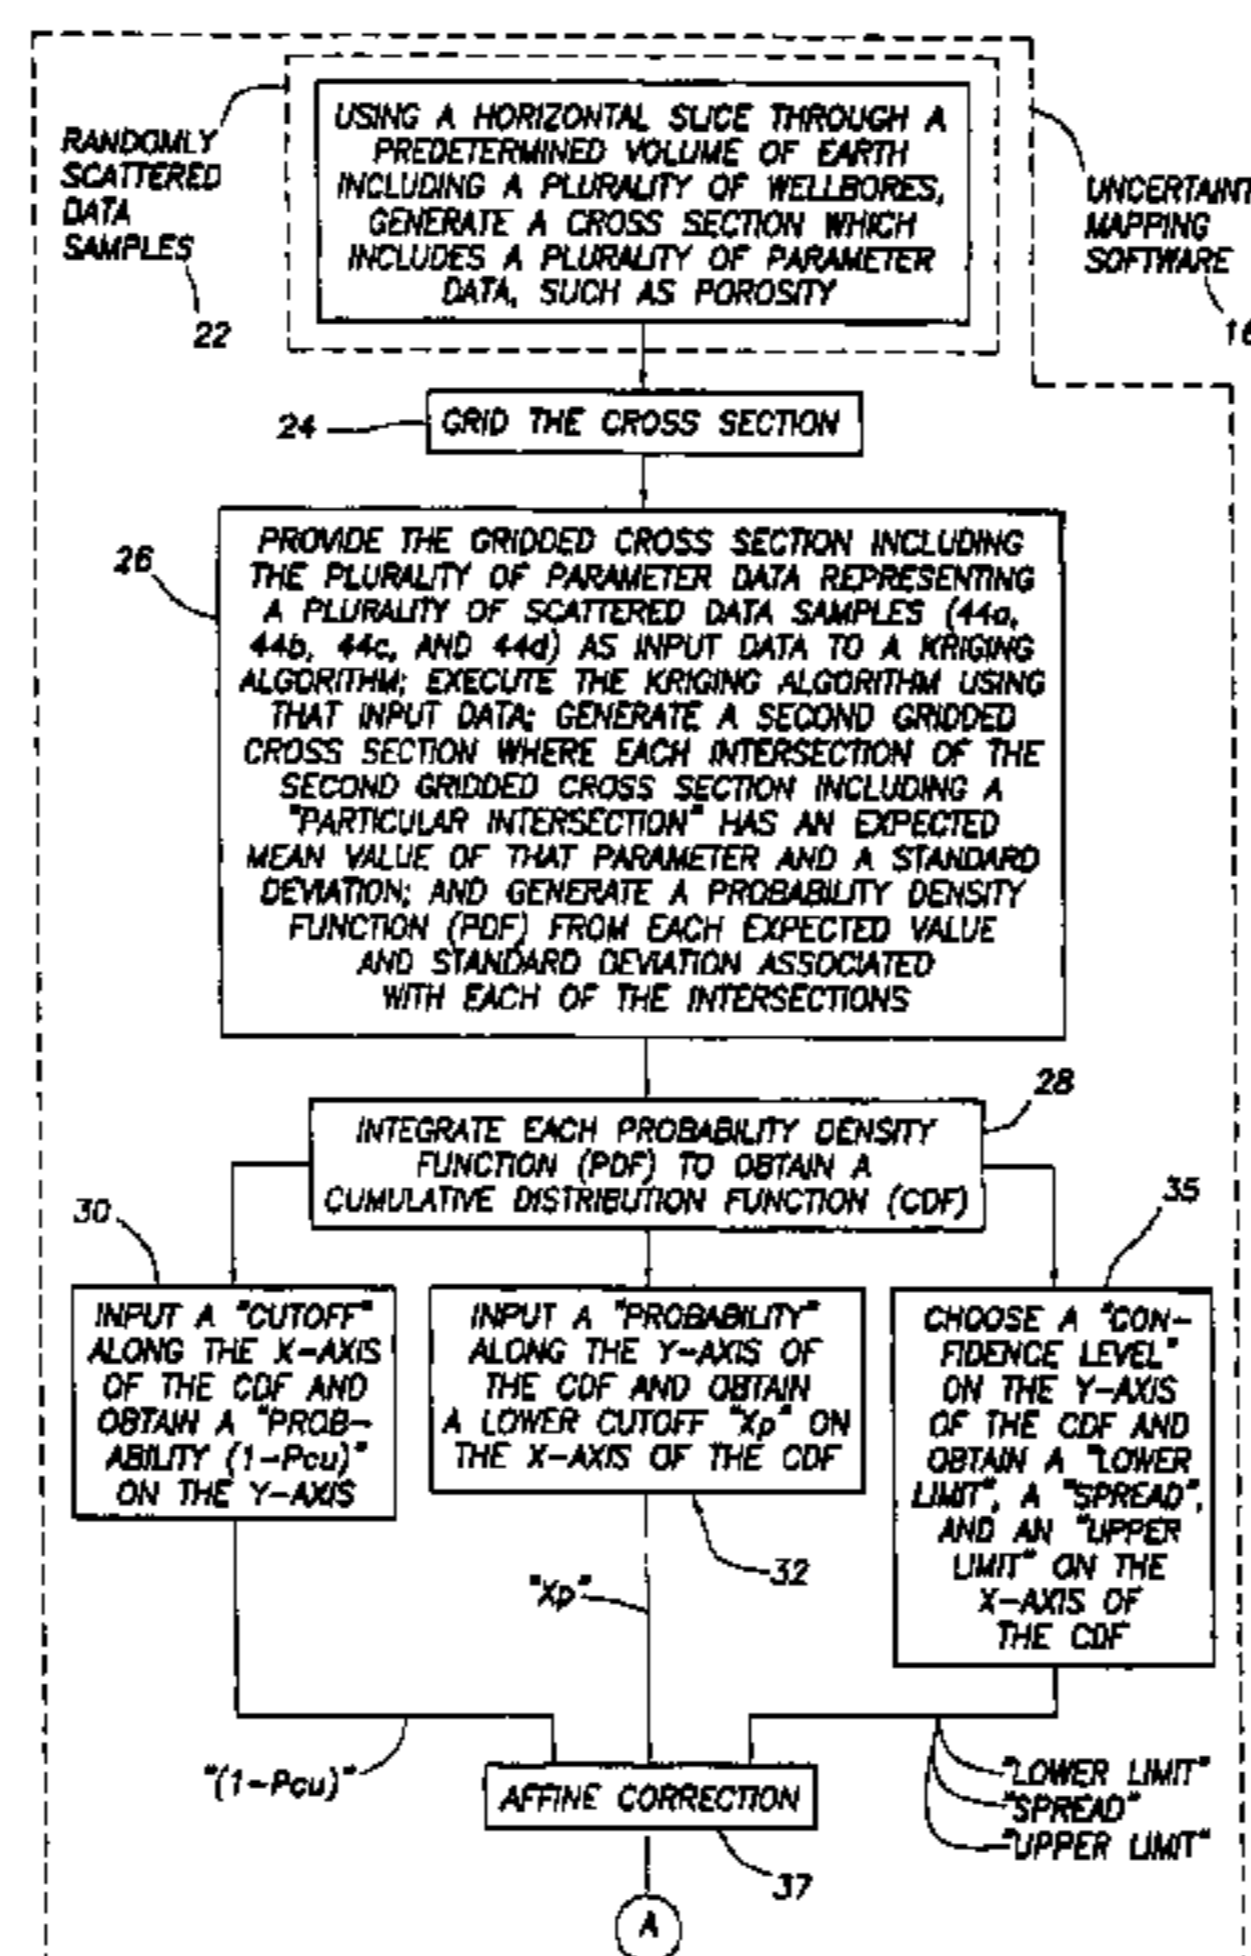 USING A HORIZONTAL SLICE THROUGH A
PREDETERMINED VOLUME OF EARTH
INCLUDING A PLURALITY OF WELLBORES,
GENERATE A CROSS SECTION WHICH
INCLUDES A PLURALITY OF PARAMETER
DATA, SUCH AS POROSITY
RANDOMLY
SCATTERED
DATA
SAMPLES
22
UNCERTAINT
MAPPING
SOFTWARE
16
24
GRID THE CROSS SECTION
26
PROVIDE THE GRIDDED CROSS SECTION INCLUDING
THE PLURALITY OF PARAMETER DATA REPRESENTING
A PLURALITY OF SCATTERED DATA SAMPLES (44a,
44b, 44c, AND 44d) AS INPUT DATA TO A KRIGING
ALGORITHM; EXECUTE THE KRIGING ALGORITHM USING
THAT INPUT DATA; GENERATE A SECOND GRIDDED
CROSS SECTION WHERE EACH INTERSECTION OF THE
SECOND GRIDDED CROSS SECTION INCLUDING A
"PARTICULAR INTERSECTION" HAS AN EXPECTED
MEAN VALUE OF THAT PARAMETER AND A STANDARD
DEVIATION; AND GENERATE A PROBABILITY DENSITY
FUNCTION (PDF) FROM EACH EXPECTED VALUE
AND STANDARD DEVIATION ASSOCIATED
WITH EACH OF THE INTERSECTIONS
28
INTEGRATE EACH PROBABILITY DENSITY
FUNCTION (PDF) TO OBTAIN A
CUMULATIVE DISTRIBUTION FUNCTION (CDF)
30
INPUT A "CUTOFF"
ALONG THE X-AXIS
OF THE CDF AND
OBTAIN A "PROB-
ABILITY (1-Pcu)"
ON THE Y-AXIS
INPUT A "PROBABILITY"
ALONG THE Y-AXIS OF
THE CDF AND OBTAIN
A LOWER CUTOFF "Xp" ON
THE X-AXIS OF THE CDF
32
35
CHOOSE A "CON-
FIDENCE LEVEL"
ON THE Y-AXIS
OF THE CDF AND
OBTAIN A "LOWER
LIMIT", A "SPREAD",
AND AN "UPPER
LIMIT" ON THE
X-AXIS OF
THE CDF
"Xp"
"(1-Pcu)"
"LOWER LIMIT"
"SPREAD"
"UPPER LIMIT"
AFFINE CORRECTION
37
A